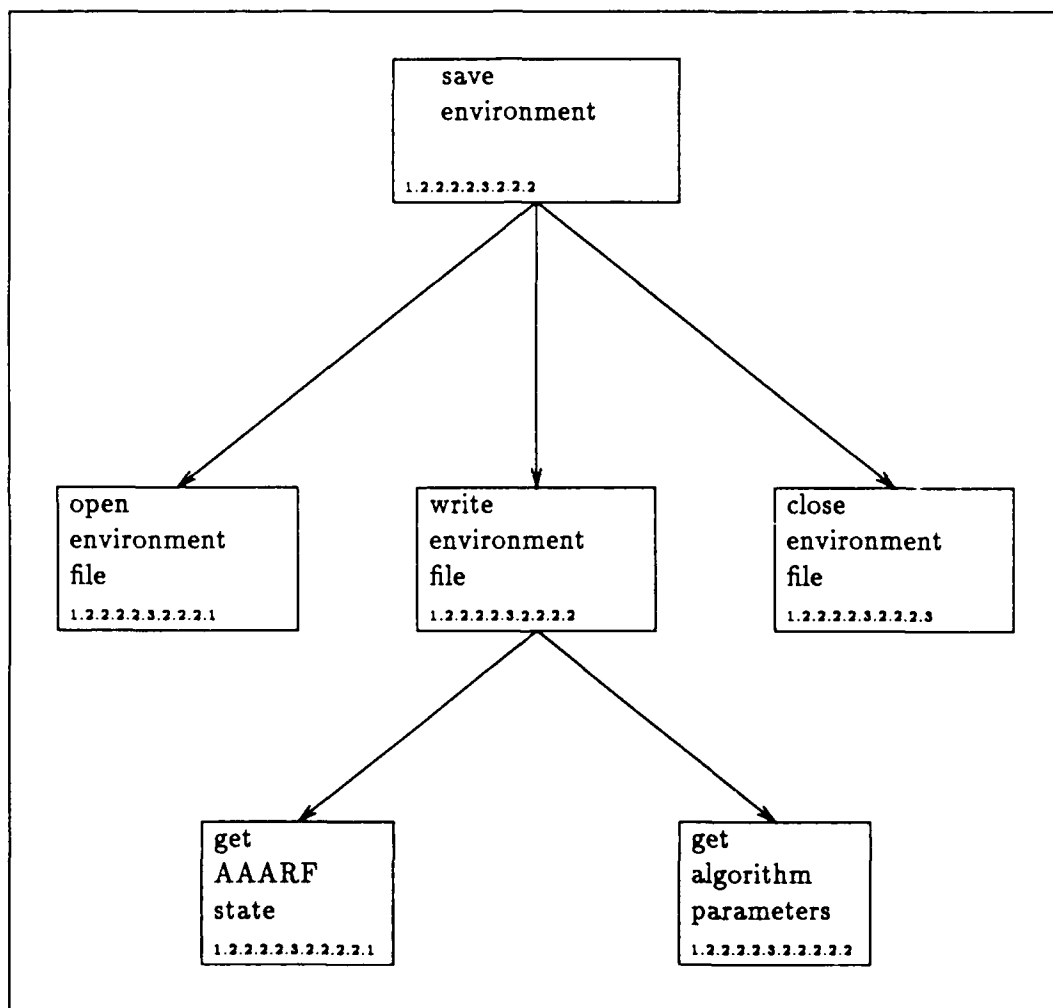 save
environment
1.2.2.2.2.3.2.2.2
open
environment
file
1.2.2.2.2.3.2.2.2.1
write
environment
file
1.2.2.2.2.3.2.2.2.2
close
environment
file
1.2.2.2.2.3.2.2.2.3
get
AAARF
state
1.2.2.2.2.3.2.2.2.2.1
get
algorithm
parameters
1.2.2.2.2.3.2.2.2.2.2